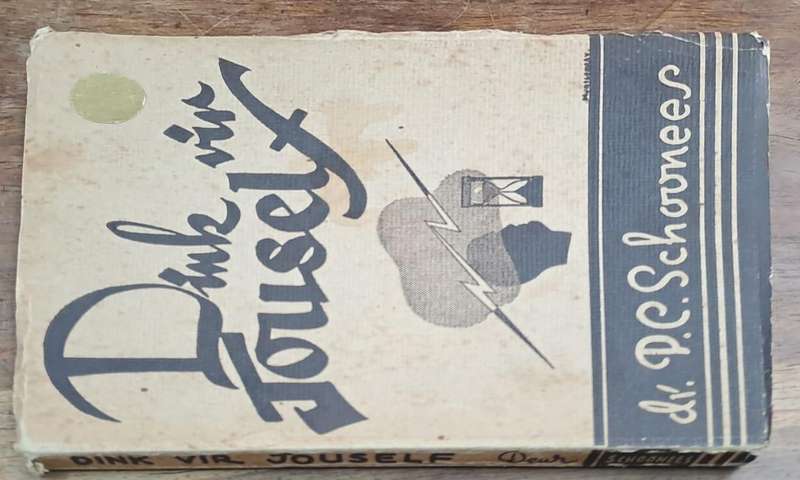 Dink vir
Jouself
dr. P.C. Schoonees
DINK VIR JOUSELF Deur SCHOONEES